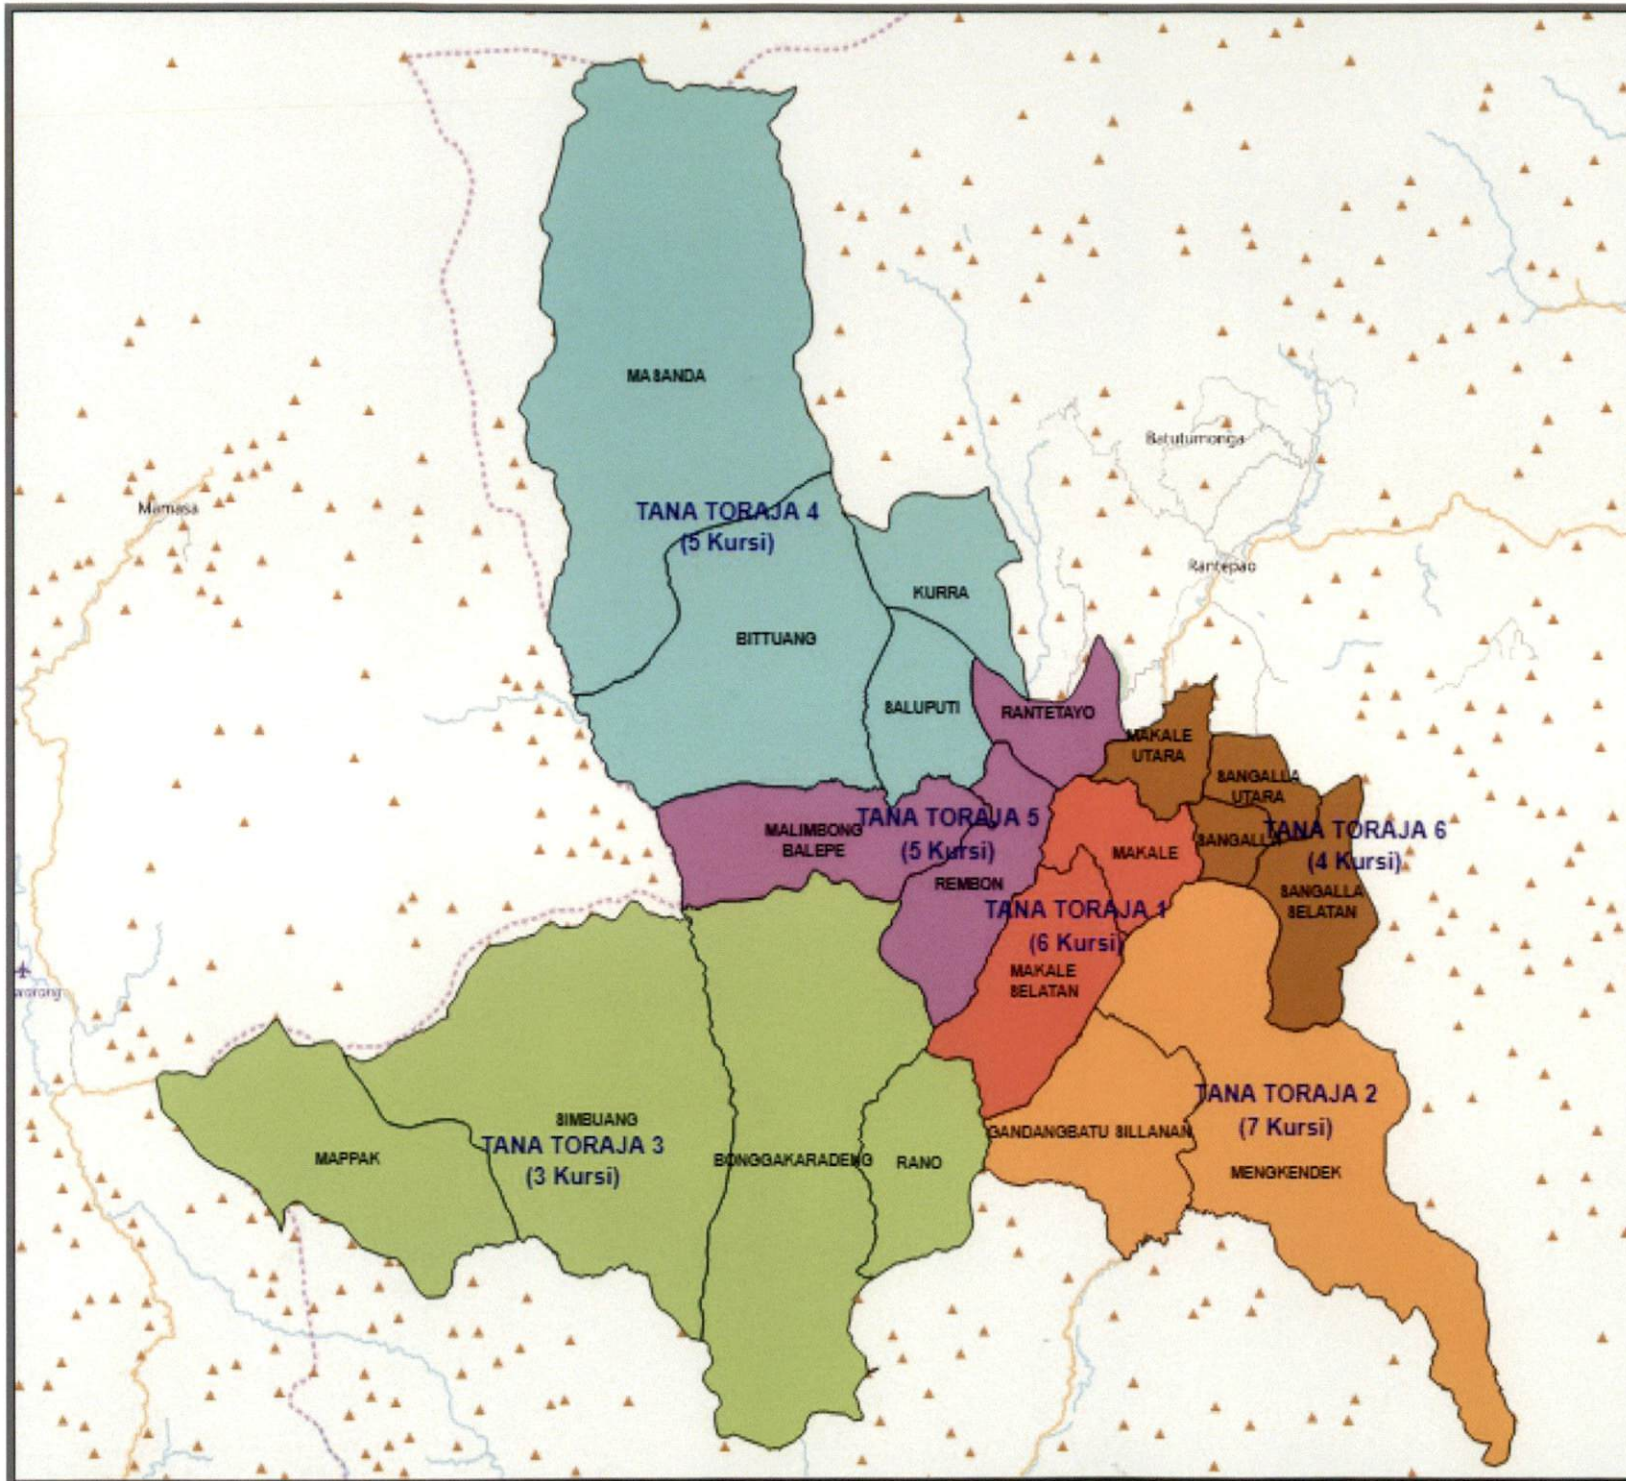 MASANDA
Batutumonga
Mamasa
TANA TORAJA 4
(5 Kursi)
Rantepao
KURRA
BITTUANG
SALUPUTI
RANTETAYO
MAKALE
UTARA
SANGALLA
UTARA
MALIMBONG
BALEPE
TANA TORAJA 5
(5 Kursi)
REMBON
MAKALE
SANGALLA
TANA TORAJA 6
(4 Kursi)
SANGALLA
SELATAN
TANA TORAJA 1
(6 Kursi)
MAKALE
SELATAN
SIMBUANG
TANA TORAJA 3
(3 Kursi)
MAPPAK
BONGGAKARADENG
RANO
GANDANGBATU SILLANAN
TANA TORAJA 2
(7 Kursi)
MENGKENDEK